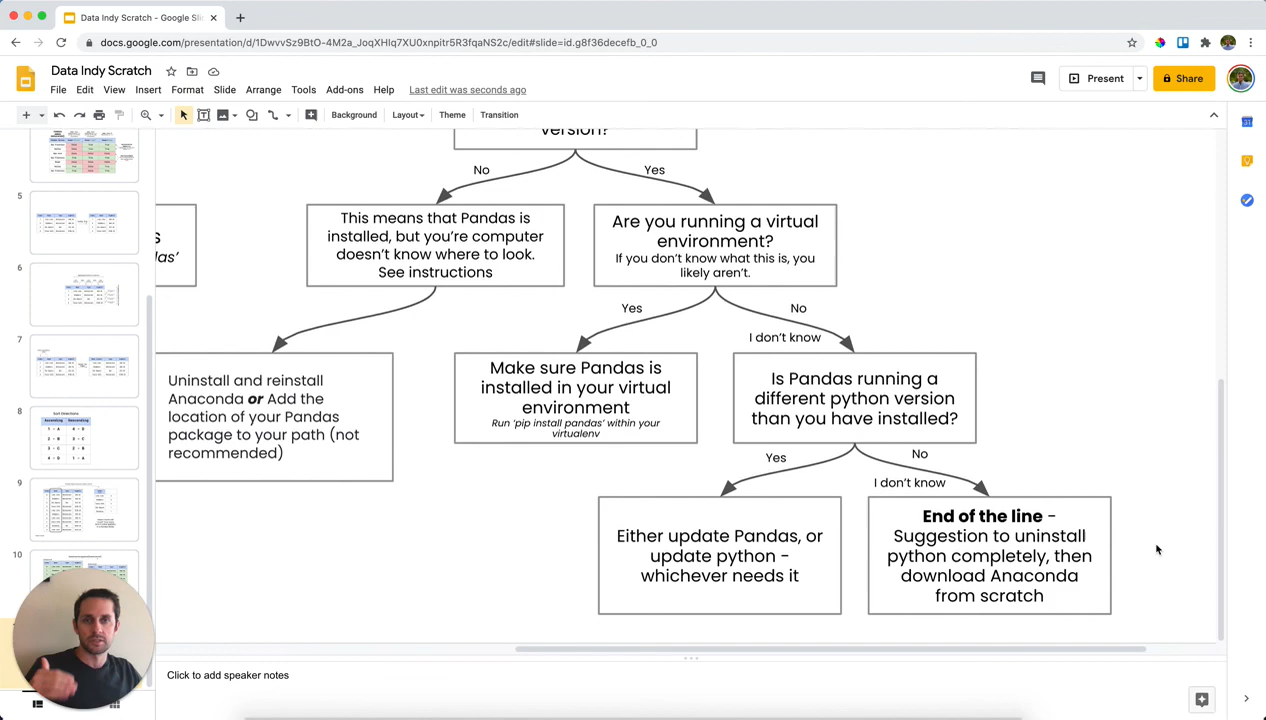 Data Indy Scratch - Google Sli
docs.google.com/presentation/d/1DwvvSz9BtO-4M2a_JoqXHIq7XU0xnpitr5R3fqaNS2c/edit#slide=id.g8f36decefb_0_0
Data Indy Scratch
File Edit View Insert Format Slide Arrange Tools Add-ons Help Last edit was seconds ago
Present
Share
Background Layout Theme Transition
version?
No
Yes
s
las'
This means that Pandas is
installed, but you're computer
doesn't know where to look.
See instructions
Are you running a virtual
environment?
If you don't know what this is, you
likely aren't.
Yes
No
I don't know
Uninstall and reinstall
Anaconda or Add the
location of your Pandas
package to your path (not
recommended)
Make sure Pandas is
installed in your virtual
environment
Run 'pip install pandas' within your
virtualenv
Is Pandas running a
different python version
than you have installed?
Yes
No
I don't know
Either update Pandas, or
update python -
whichever needs it
End of the line -
Suggestion to uninstall
python completely, then
download Anaconda
from scratch
5
6
7
8
9
10
Click to add speaker notes